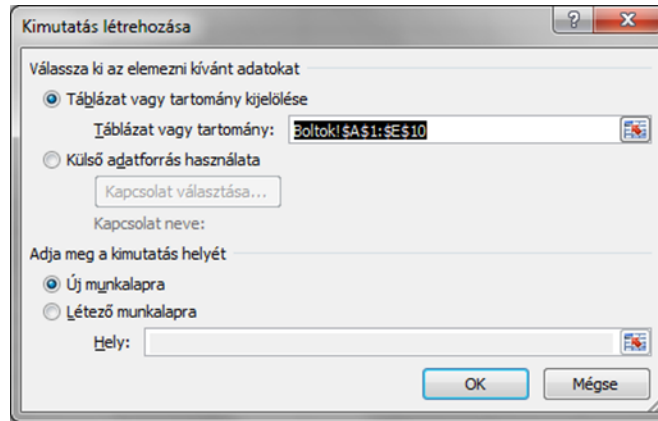 Kimutatás létrehozása
Válassza ki az elemezni kívánt adatokat
Táblázat vagy tartomány kijelölése
Táblázat vagy tartomány: Boltok!$A$1:$E$10
Külső adatforrás használata
Kapcsolat választása...
Kapcsolat neve:
Adja meg a kimutatás helyét
Új munkalapra
Létező munkalapra
Hely:
OK Mégse